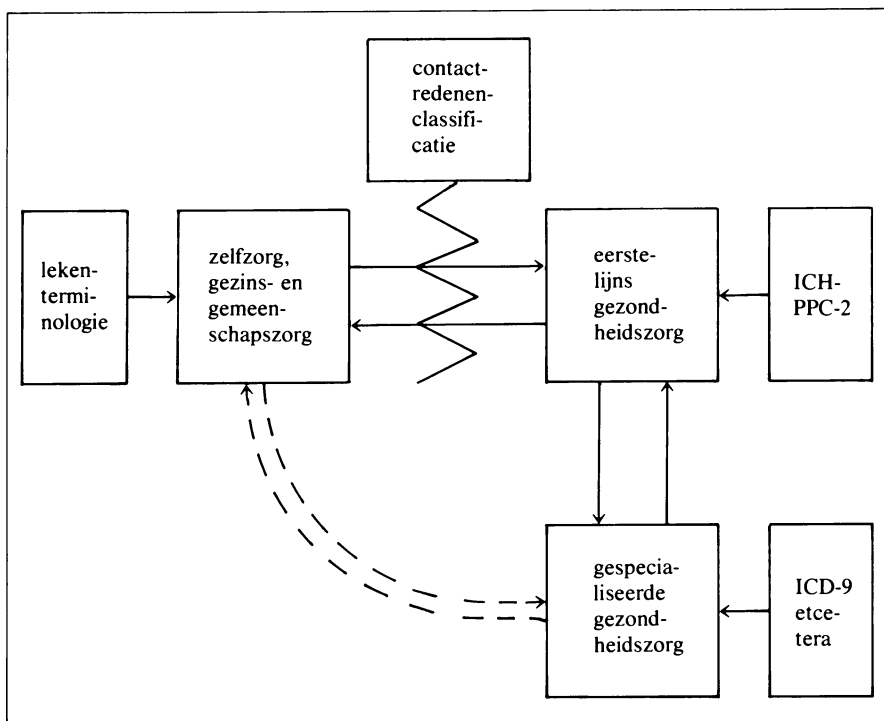 contact-
redenen-
classifi-
catie
leken-
termi-
nologie
zelfzorg,
gezins- en
gemeen-
schapszorg
eerste-
lijns
gezond-
heidszorg
ICH-
PPC-2
gespecia-
liseerde
gezond-
heidszorg
ICD-9
etce-
tera